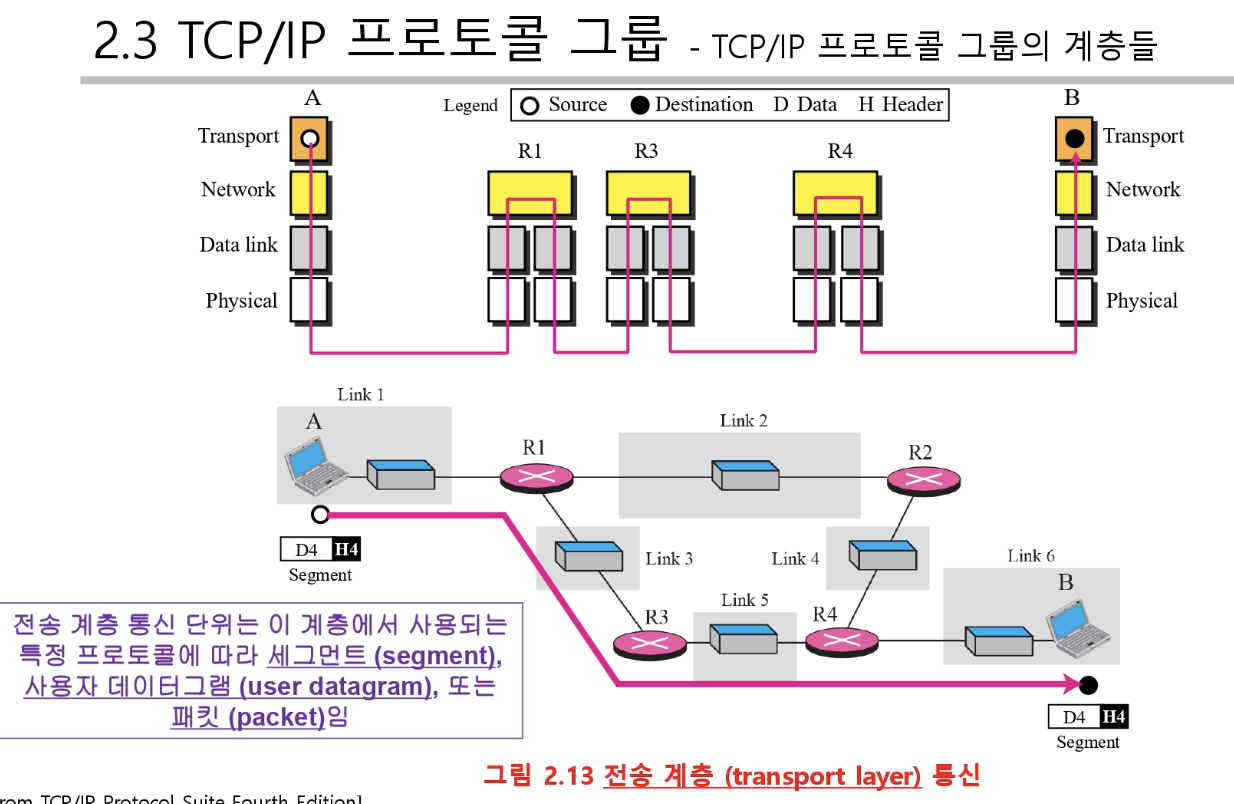 2.3 TCP/IP 프로토콜 그룹 - TCP/IP 프로토콜 그룹의 계층들
Legend Source Destination D Data H Header
A
B
R1
R3
R4
Transport
Transport
Network
Network
Data link
Data link
Physical
Physical
Link 1
A
Link 2
R1
R2
Link 3
Link 4
Link 6
B
D4 H4
Segment
Link 5
R3
R4
전송 계층 통신 단위는 이 계층에서 사용되는
특정 프로토콜에 따라 세그먼트 (segment),
사용자 데이터그램 (user datagram), 또는
패킷 (packet)임
D4 H4
Segment
그림 2.13 전송 계층 (transport layer) 통신
rom TCP/IP Protocol Suite Fourth Edition]